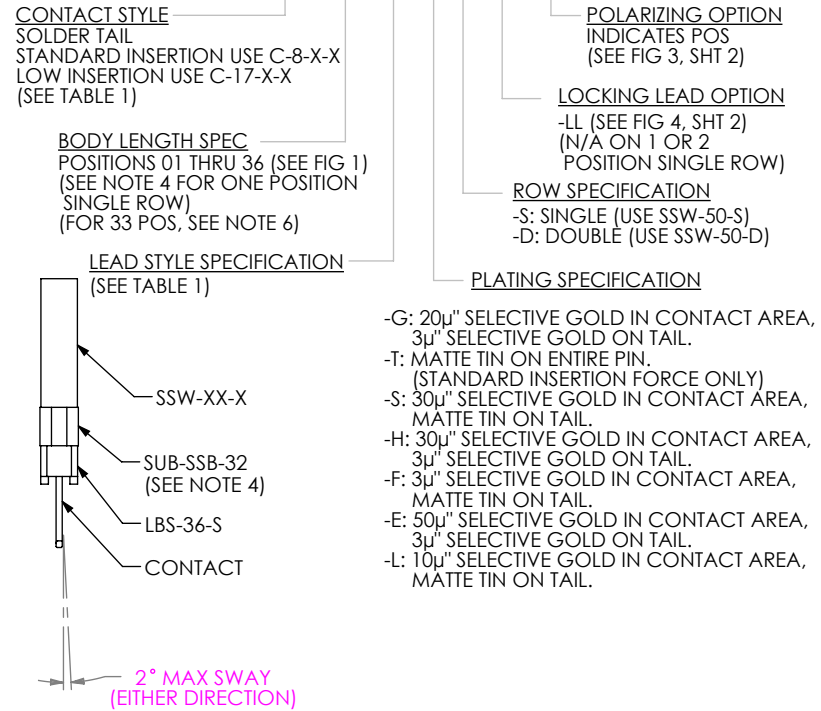 CONTACT STYLE
SOLDER TAIL
STANDARD INSERTION USE C-8-X-X
LOW INSERTION USE C-17-X-X
(SEE TABLE 1)
POLARIZING OPTION
INDICATES POS
(SEE FIG 3, SHT 2)
LOCKING LEAD OPTION
-LL (SEE FIG 4, SHT 2)
(N/A ON 1 OR 2
POSITION SINGLE ROW)
BODY LENGTH SPEC
POSITIONS 01 THRU 36 (SEE FIG 1)
(SEE NOTE 4 FOR ONE POSITION
SINGLE ROW)
(FOR 33 POS, SEE NOTE 6)
ROW SPECIFICATION
-S: SINGLE (USE SSW-50-S)
-D: DOUBLE (USE SSW-50-D)
LEAD STYLE SPECIFICATION
(SEE TABLE 1)
PLATING SPECIFICATION
-G: 20µ" SELECTIVE GOLD IN CONTACT AREA,
3µ" SELECTIVE GOLD ON TAIL.
-T: MATTE TIN ON ENTIRE PIN.
(STANDARD INSERTION FORCE ONLY)
-S: 30µ" SELECTIVE GOLD IN CONTACT AREA,
MATTE TIN ON TAIL.
-H: 30µ" SELECTIVE GOLD IN CONTACT AREA,
3µ" SELECTIVE GOLD ON TAIL.
-F: 3µ" SELECTIVE GOLD IN CONTACT AREA,
MATTE TIN ON TAIL.
-E: 50µ" SELECTIVE GOLD IN CONTACT AREA,
3µ" SELECTIVE GOLD ON TAIL.
-L: 10µ" SELECTIVE GOLD IN CONTACT AREA,
MATTE TIN ON TAIL.
SSW-XX-X
SUB-SSB-32
(SEE NOTE 4)
LBS-36-S
CONTACT
2° MAX SWAY
(EITHER DIRECTION)